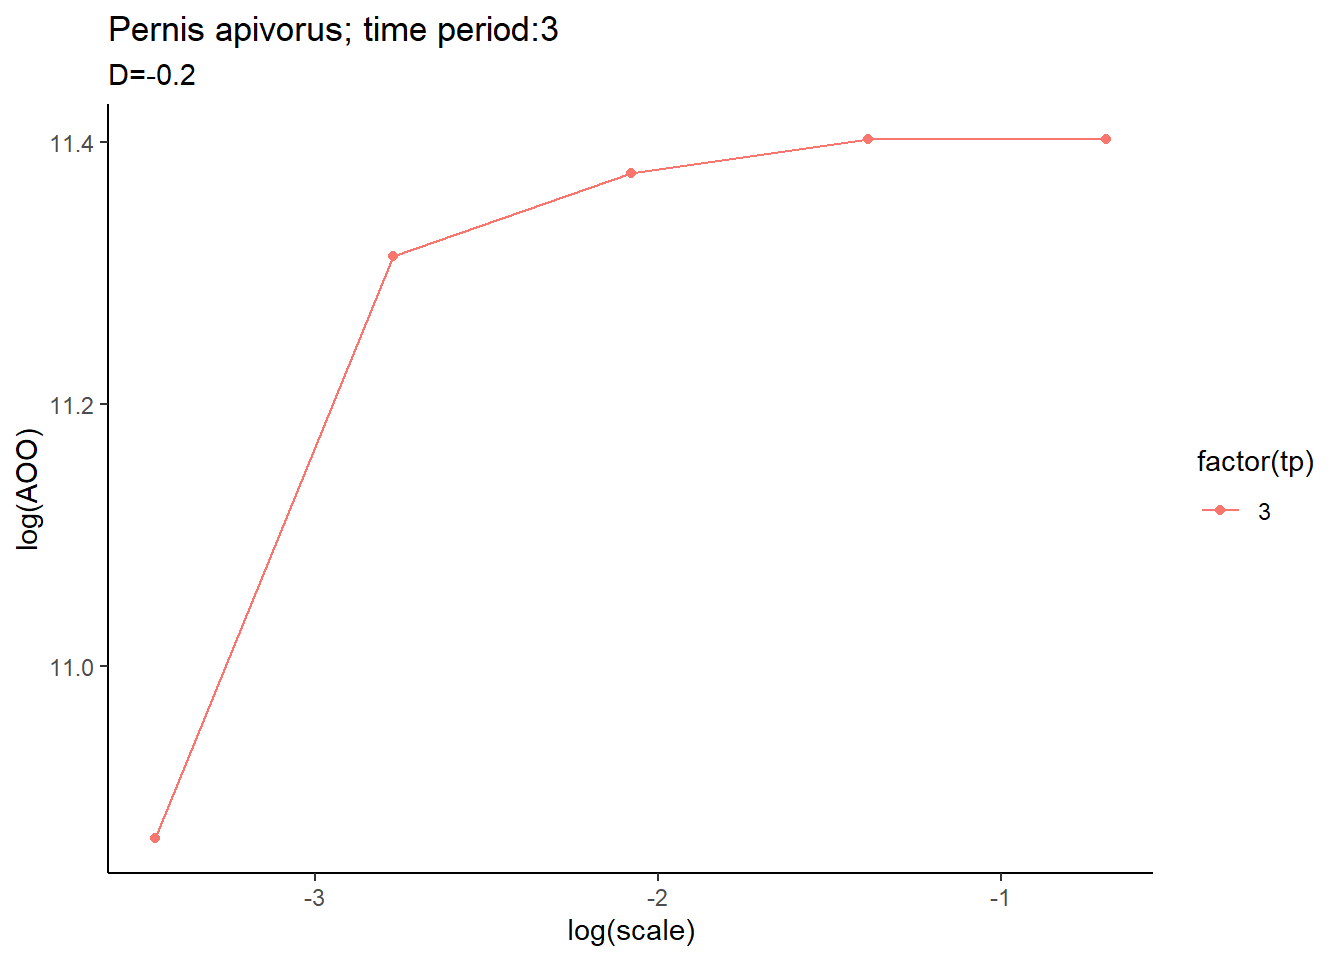 Pernis apivorus; time period:3
D=-0.2
11.4
11.2
11.0
log(AOO)
-3
-2
-1
log(scale)
factor(tp)
3